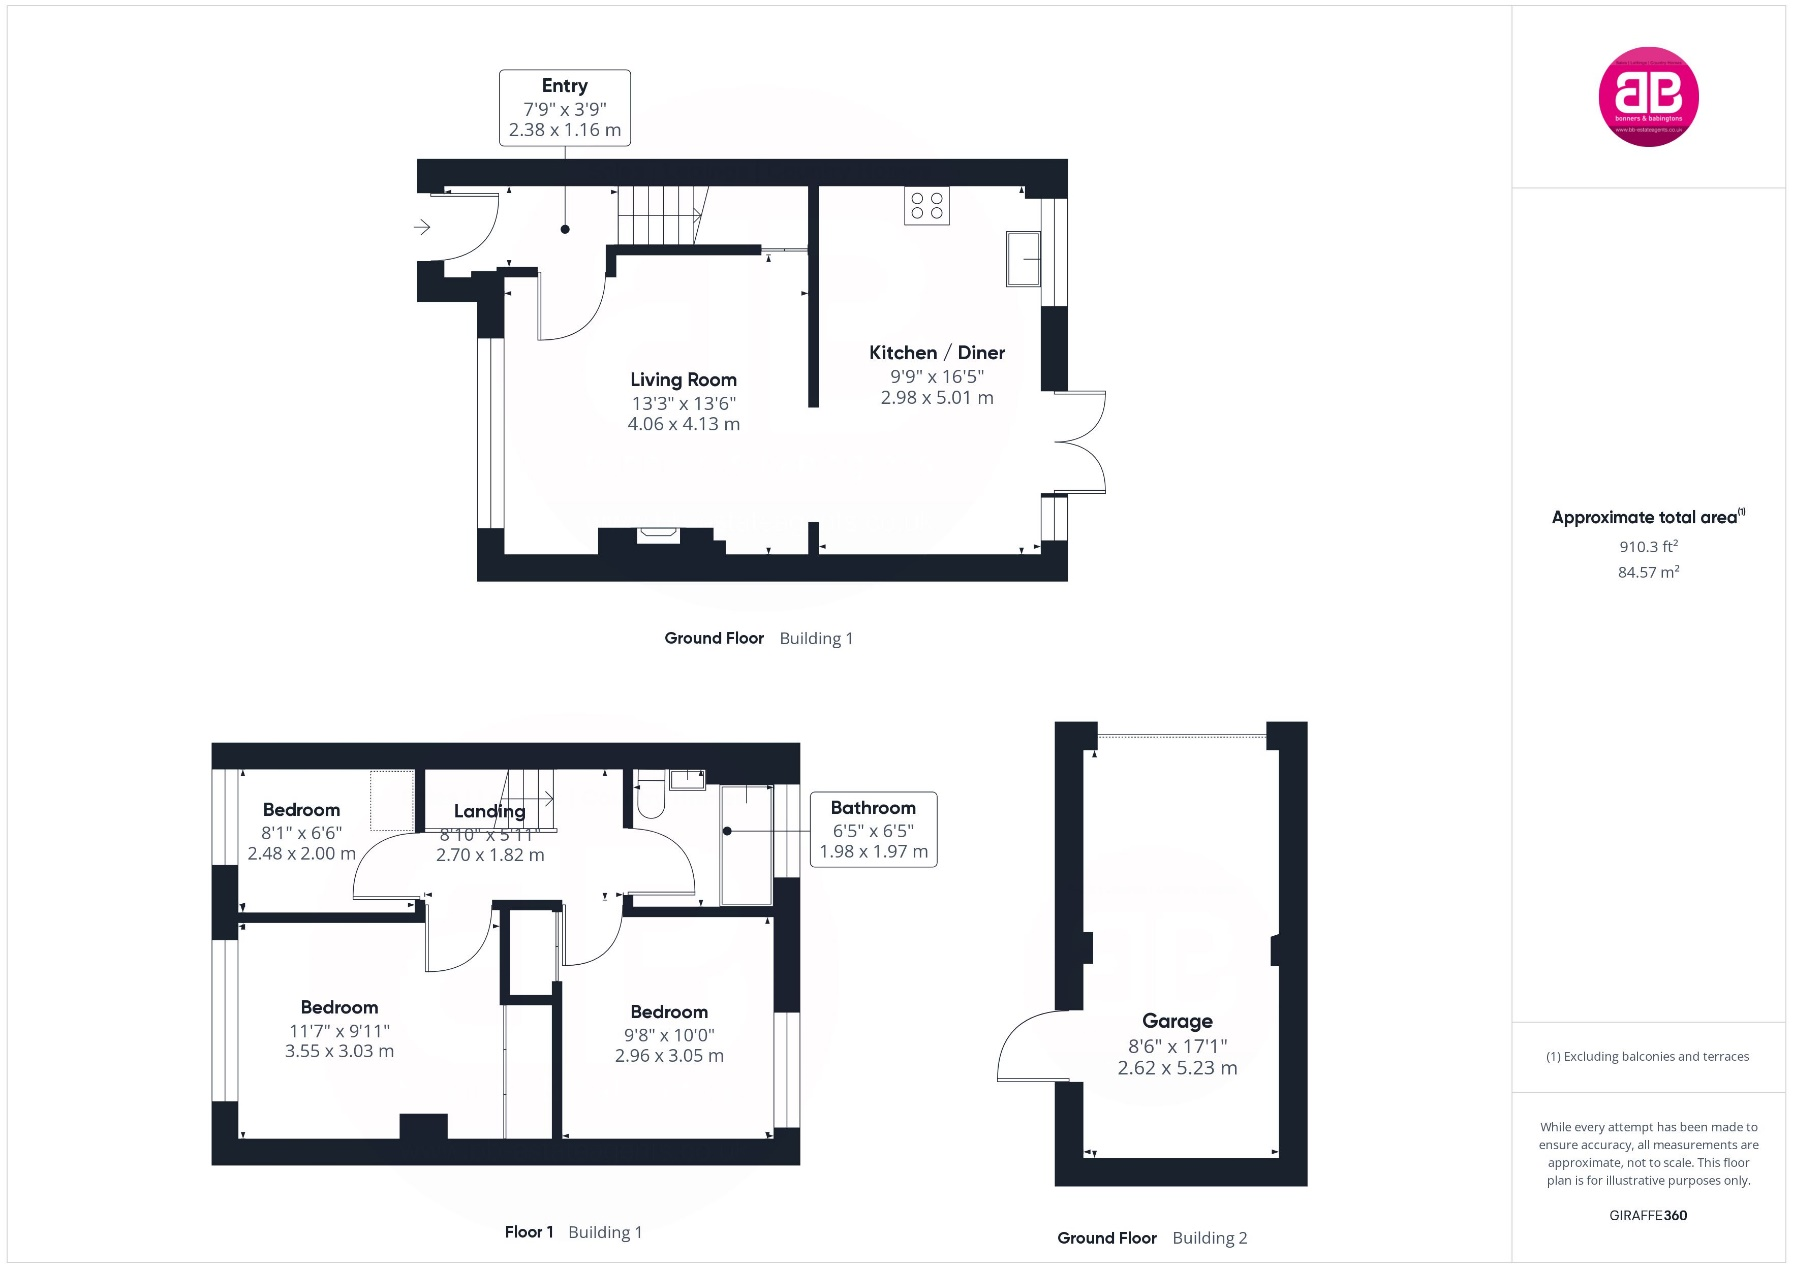 Entry
7'9" x 3'9"
2.38 x 1.16 m
Living Room
13'3" x 13'6"
4.06 x 4.13 m
Kitchen / Diner
9'9" x 16'5"
2.98 x 5.01 m
Ground Floor Building 1
Bedroom
8'1" x 6'6"
2.48 x 2.00 m
Landing
8'10" x 5'11"
2.70 x 1.82 m
Bathroom
6'5" x 6'5"
1.98 x 1.97 m
Bedroom
11'7" x 9'11"
3.55 x 3.03 m
Bedroom
9'8" x 10'0"
2.96 x 3.05 m
Floor 1 Building 1
Garage
8'6" x 17'1"
2.62 x 5.23 m
Ground Floor Building 2
BB
bonners & babingtons
www.bb-estateagents.co.uk
Approximate total area(1)
910.3 ft²
84.57 m²
(1) Excluding balconies and terraces
While every attempt has been made to
ensure accuracy, all measurements are
approximate, not to scale. This floor
plan is for illustrative purposes only.
GIRAFFE360